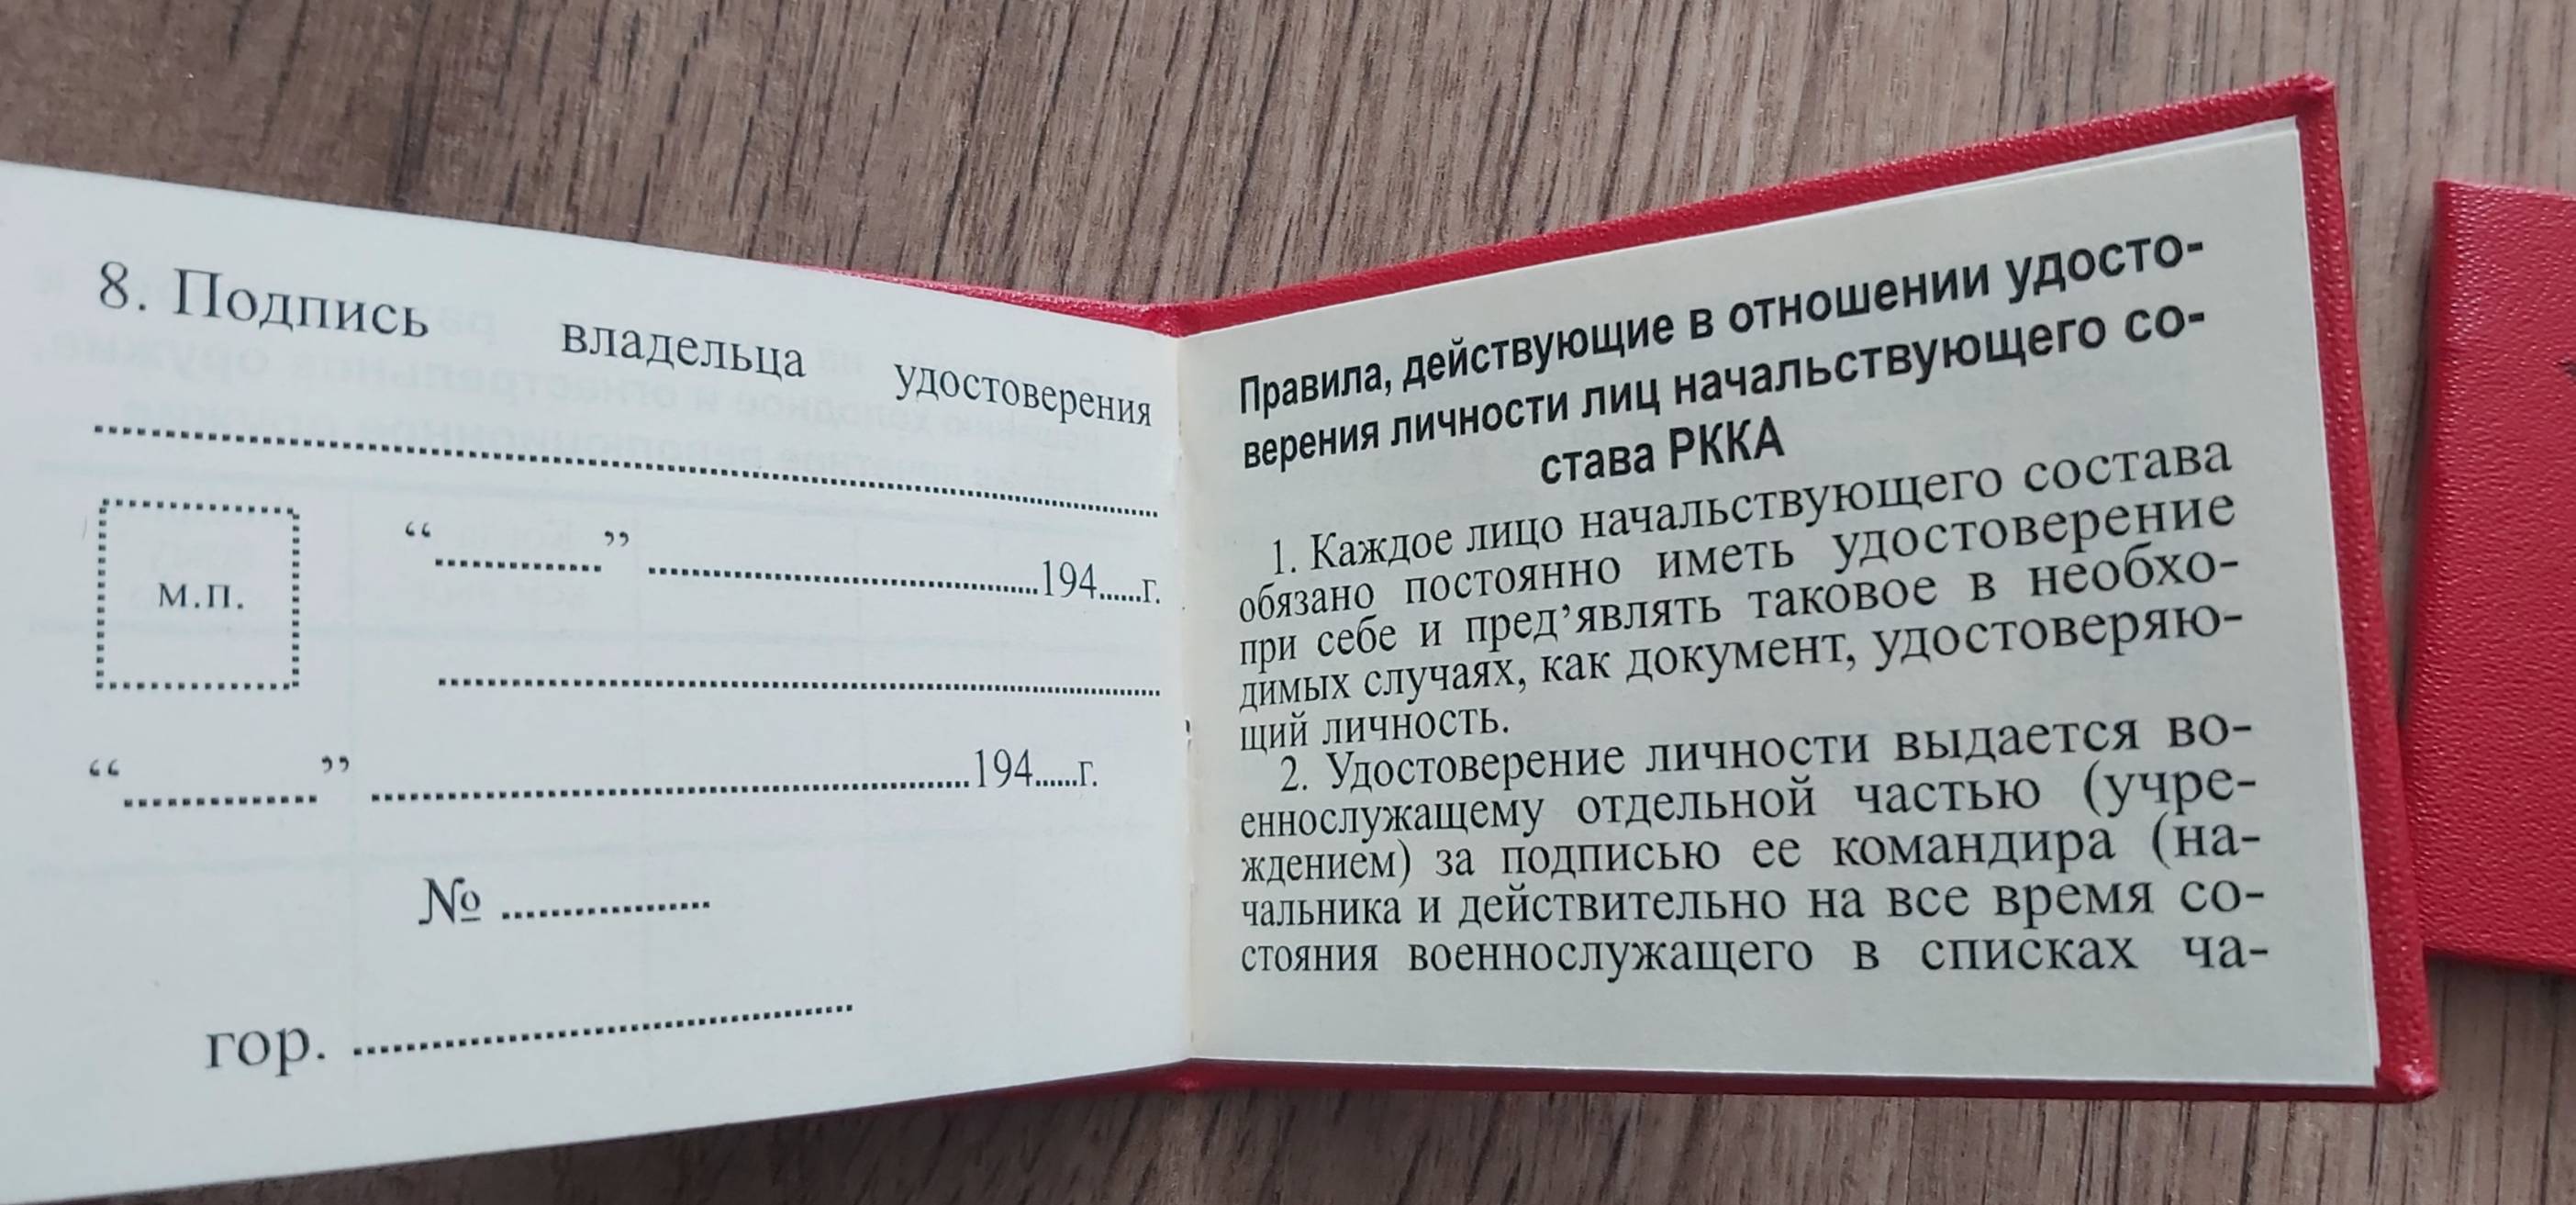 8. Подпись владельца удостоверения
........................................
м.п.
“............” ..............................194......г.
........................................
“............” ..............................194......г.
№ ..................
гор. ........................................
Правила, действующие в отношении удосто-
верения личности лиц начальствующего со-
става РККА
1. Каждое лицо начальствующего состава
обязано постоянно иметь удостоверение
при себе и пред’являть таковое в необхо-
димых случаях, как документ, удостоверяю-
щий личность.
2. Удостоверение личности выдается во-
еннослужащему отдельной частью (учре-
ждением) за подписью ее командира (на-
чальника и действительно на все время со-
стояния военнослужащего в списках ча-